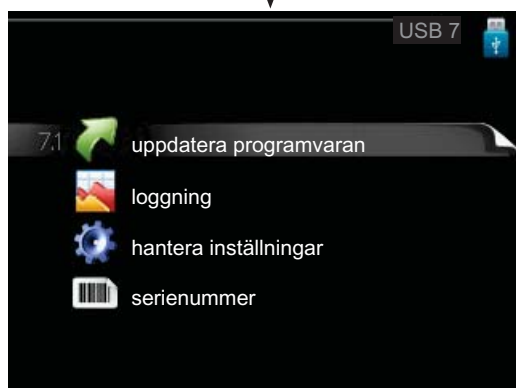 USB 7
7.1 uppdatera programvaran
loggning
hantera inställningar
serienummer